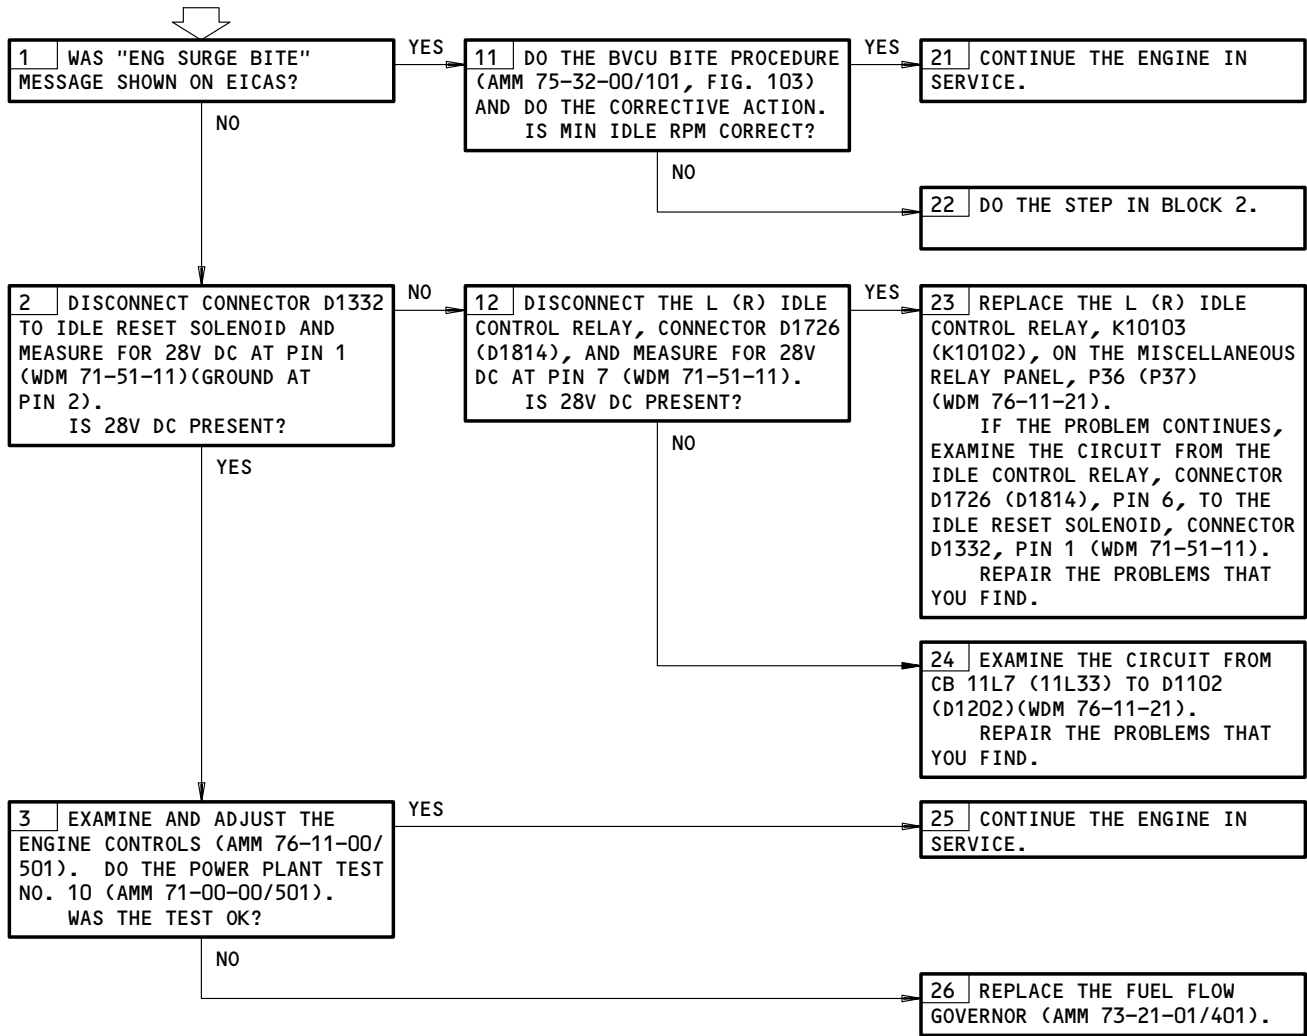 1 WAS "ENG SURGE BITE"
MESSAGE SHOWN ON EICAS?
YES
NO
11 DO THE BVCU BITE PROCEDURE
(AMM 75-32-00/101, FIG. 103)
AND DO THE CORRECTIVE ACTION.
IS MIN IDLE RPM CORRECT?
YES
NO
21 CONTINUE THE ENGINE IN
SERVICE.
22 DO THE STEP IN BLOCK 2.
2 DISCONNECT CONNECTOR D1332
TO IDLE RESET SOLENOID AND
MEASURE FOR 28V DC AT PIN 1
(WDM 71-51-11)(GROUND AT
PIN 2).
IS 28V DC PRESENT?
NO
YES
12 DISCONNECT THE L (R) IDLE
CONTROL RELAY, CONNECTOR D1726
(D1814), AND MEASURE FOR 28V
DC AT PIN 7 (WDM 71-51-11).
IS 28V DC PRESENT?
YES
NO
23 REPLACE THE L (R) IDLE
CONTROL RELAY, K10103
(K10102), ON THE MISCELLANEOUS
RELAY PANEL, P36 (P37)
(WDM 76-11-21).
IF THE PROBLEM CONTINUES,
EXAMINE THE CIRCUIT FROM THE
IDLE CONTROL RELAY, CONNECTOR
D1726 (D1814), PIN 6, TO THE
IDLE RESET SOLENOID, CONNECTOR
D1332, PIN 1 (WDM 71-51-11).
REPAIR THE PROBLEMS THAT
YOU FIND.
24 EXAMINE THE CIRCUIT FROM
CB 11L7 (11L33) TO D1102
(D1202)(WDM 76-11-21).
REPAIR THE PROBLEMS THAT
YOU FIND.
3 EXAMINE AND ADJUST THE
ENGINE CONTROLS (AMM 76-11-00/
501). DO THE POWER PLANT TEST
NO. 10 (AMM 71-00-00/501).
WAS THE TEST OK?
YES
NO
25 CONTINUE THE ENGINE IN
SERVICE.
26 REPLACE THE FUEL FLOW
GOVERNOR (AMM 73-21-01/401).